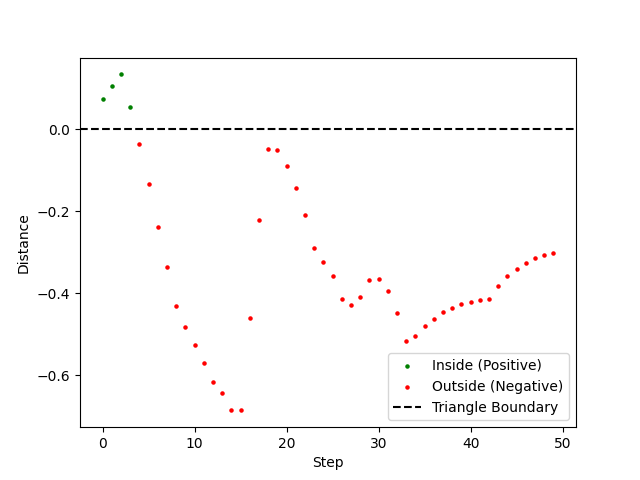 0.0
−0.2
−0.4
−0.6
Distance
0
10
20
30
40
50
Step
Inside (Positive)
Outside (Negative)
Triangle Boundary